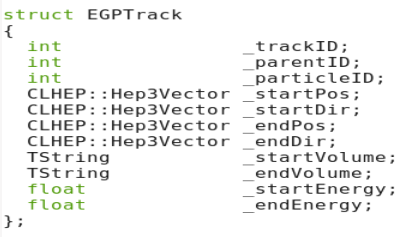 struct EGPTrack
{
  int                   _trackID;
  int                   _parentID;
  int                   _particleID;
  CLHEP::Hep3Vector _startPos;
  CLHEP::Hep3Vector _startDir;
  CLHEP::Hep3Vector _endPos;
  CLHEP::Hep3Vector _endDir;
  TString           _startVolume;
  TString           _endVolume;
  float             _startEnergy;
  float             _endEnergy;
};